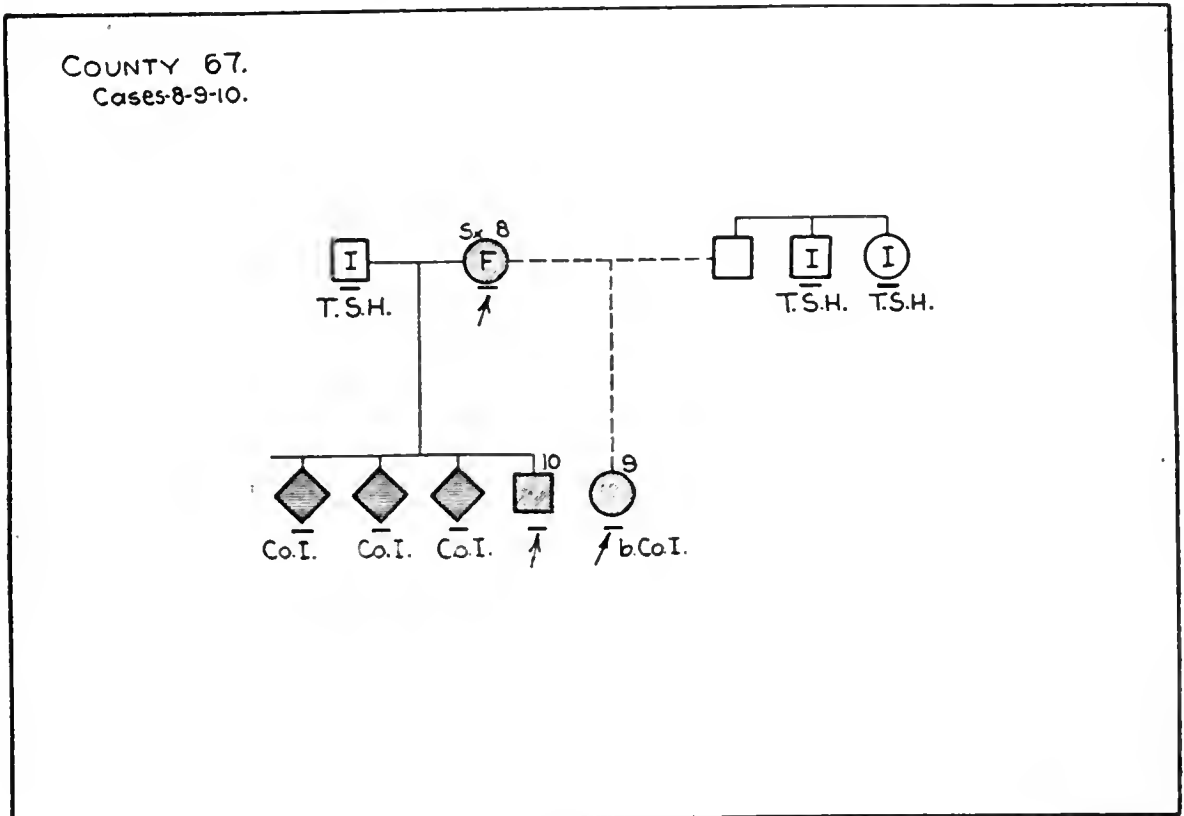 COUNTY 67.
Cases-8-9-10.
Sx 8
I F I I
T.S.H. T.S.H. T.S.H.
10 9
Co.I. Co.I. Co.I. b.Co.I.